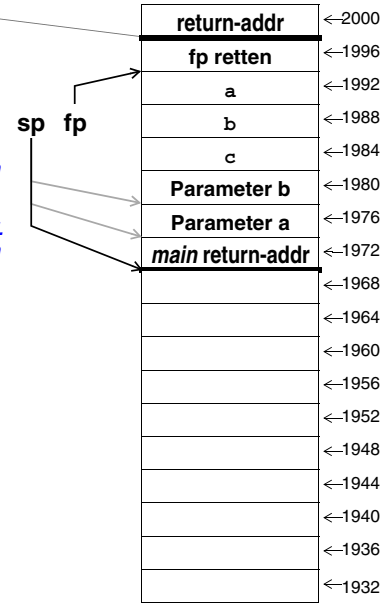 return-addr ←2000
fp retten ←1996
a ←1992
b ←1988
sp fp
c ←1984
Parameter b ←1980
Parameter a ←1976
main return-addr ←1972
←1968
←1964
←1960
←1956
←1952
←1948
←1944
←1940
←1936
←1932